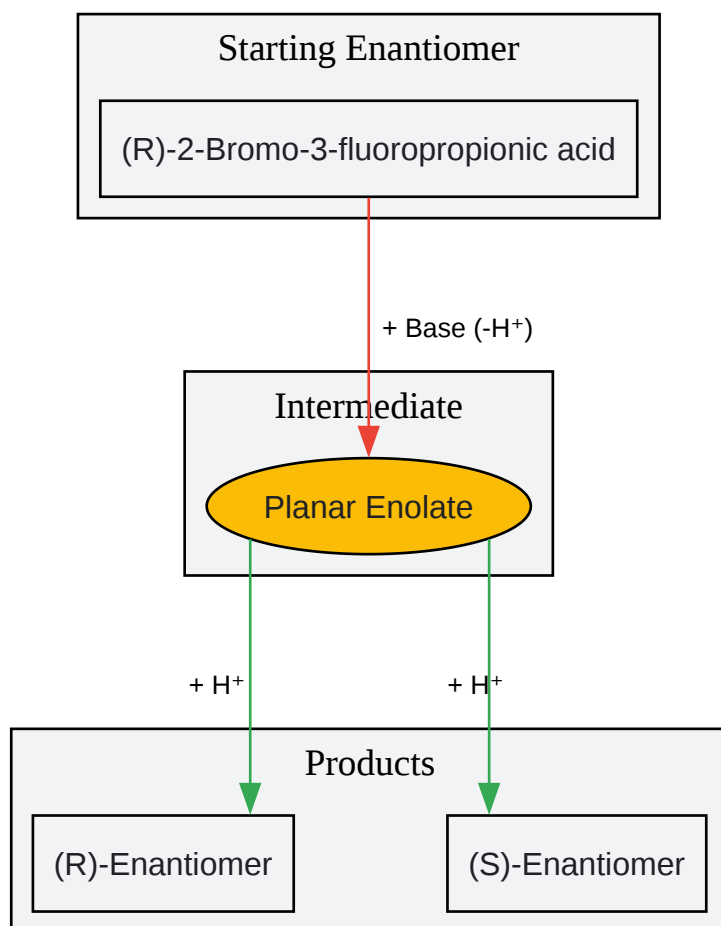 Starting Enantiomer
(R)-2-Bromo-3-fluoropropionic acid
+ Base (-H⁺)
Intermediate
Planar Enolate
+ H⁺
+ H⁺
Products
(R)-Enantiomer
(S)-Enantiomer